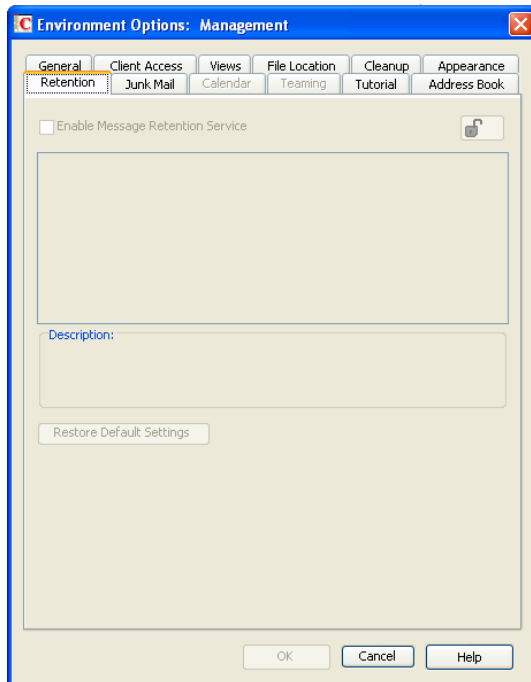 C Environment Options: Management
General Client Access Views File Location Cleanup Appearance
Retention Junk Mail Calendar Teaming Tutorial Address Book
Enable Message Retention Service
Description:
Restore Default Settings
OK Cancel Help